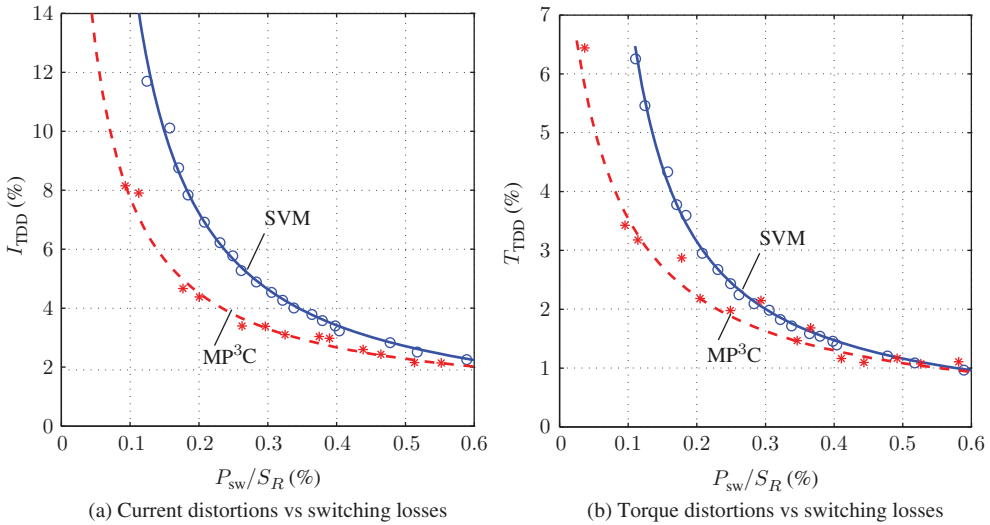 14
12
10
8
6
4
2
0
I_TDD (%)
SVM
MP³C
0 0.1 0.2 0.3 0.4 0.5 0.6
P_sw/S_R (%)
(a) Current distortions vs switching losses
7
6
5
4
3
2
1
0
T_TDD (%)
SVM
MP³C
0 0.1 0.2 0.3 0.4 0.5 0.6
P_sw/S_R (%)
(b) Torque distortions vs switching losses